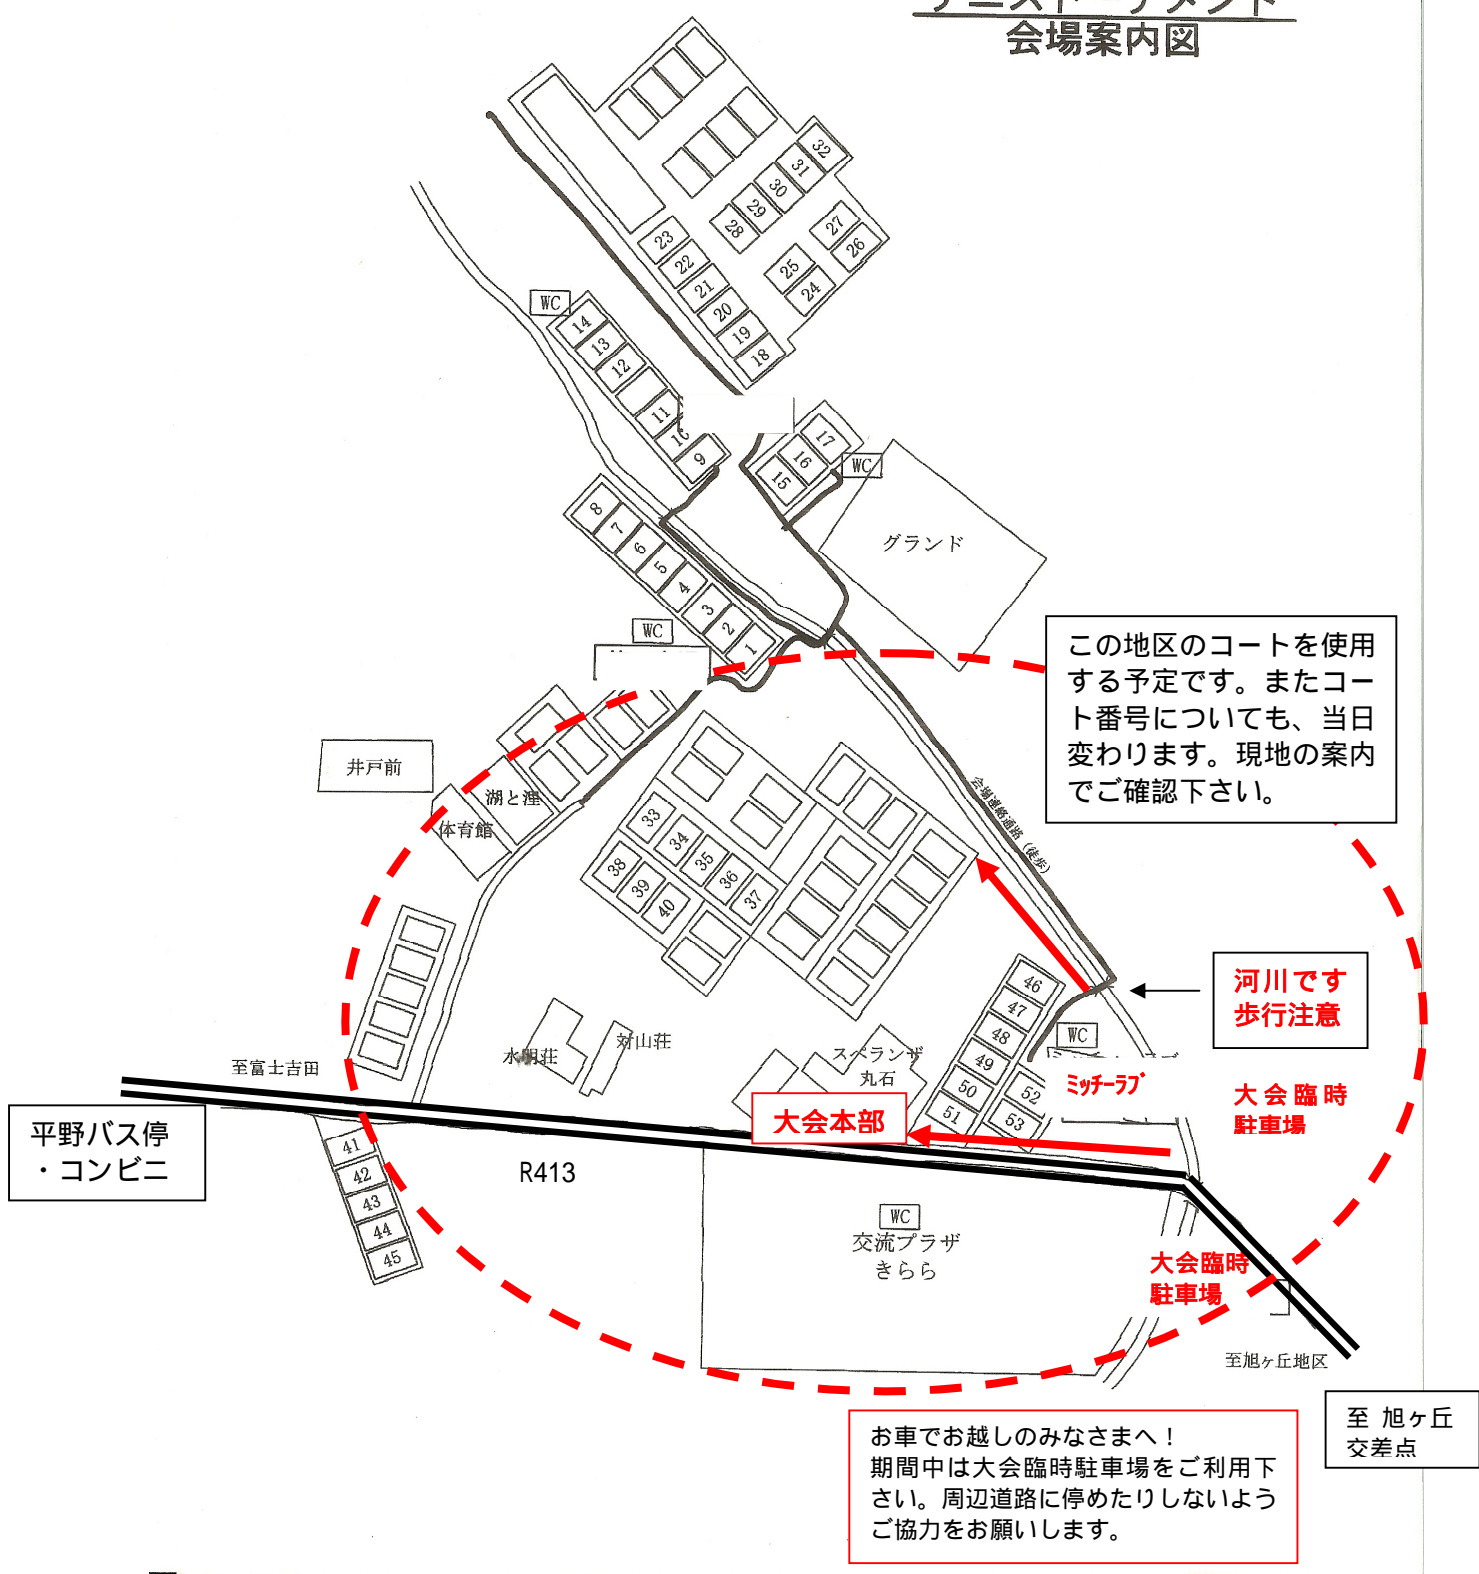 会場案内図
32
31
30
29
28
27
26
25
24
23
22
21
20
19
18
WC
14
13
12
11
10
9
17
16
15
WC
グランド
8
7
6
5
4
3
2
1
WC
この地区のコートを使用
する予定です。またコー
ト番号についても、当日
変わります。現地の案内
でご確認下さい。
井戸前
湖と湮
体育館
会場連絡通路(徒歩)
33
34
35
36
37
38
39
40
河川です
歩行注意
46
47
48
49
50
51
52
53
WC
ミッチーラブ
大会臨時
駐車場
水明荘
対山荘
スペランザ
丸石
大会本部
至富士吉田
平野バス停
・コンビニ
R413
41
42
43
44
45
WC
交流プラザ
きらら
大会臨時
駐車場
至旭ヶ丘地区
至 旭ヶ丘
交差点
お車でお越しのみなさまへ!
期間中は大会臨時駐車場をご利用下
さい。周辺道路に停めたりしないよう
ご協力をお願いします。